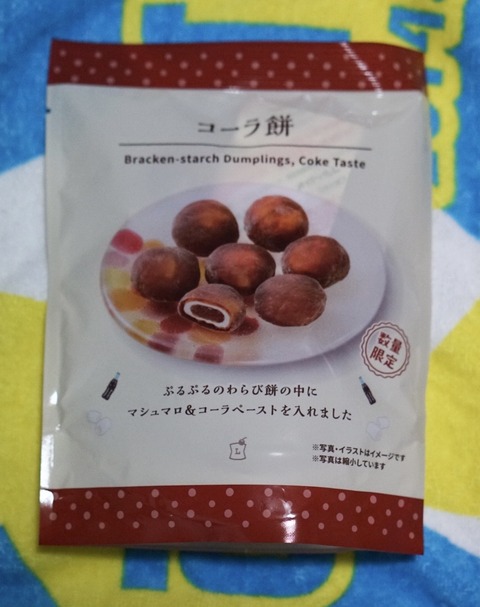 コーラ餅
Bracken-starch Dumplings, Coke Taste
数量
限定
ぷるぷるのわらび餅の中に
マシュマロ&コーラペーストを入れました
L
※写真・イラストはイメージです
※写真は縮小しています